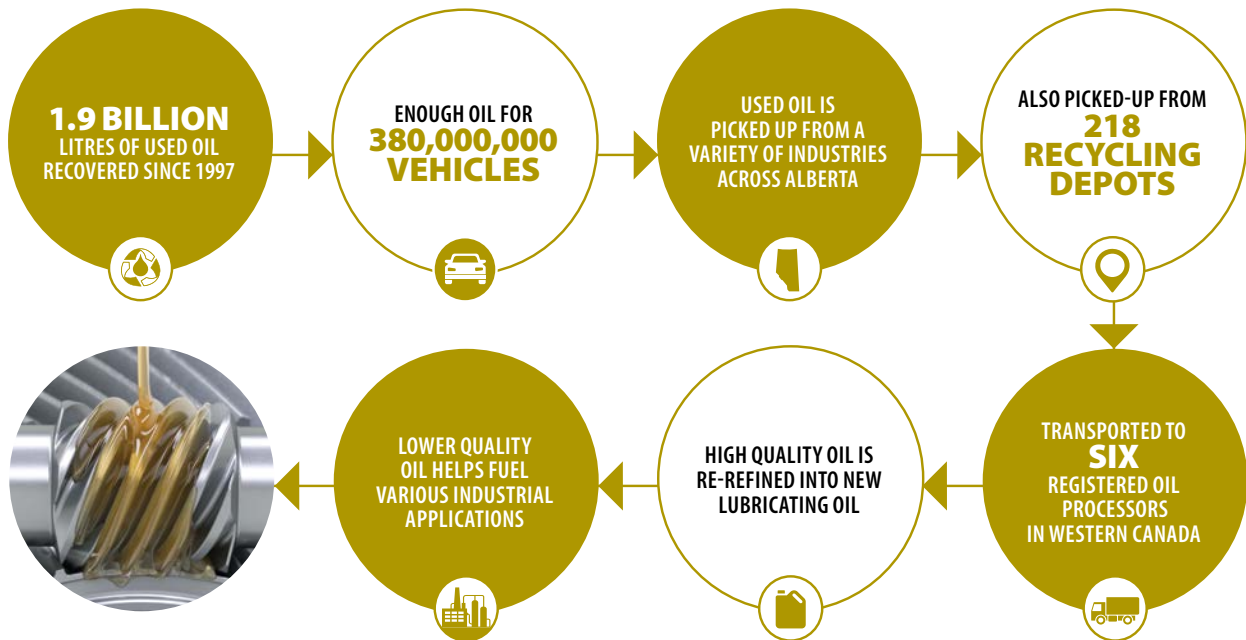 1.9 BILLION
LITRES OF USED OIL
RECOVERED SINCE 1997
ENOUGH OIL FOR
380,000,000
VEHICLES
USED OIL IS
PICKED UP FROM A
VARIETY OF INDUSTRIES
ACROSS ALBERTA
ALSO PICKED-UP FROM
218
RECYCLING
DEPOTS
TRANSPORTED TO
SIX
REGISTERED OIL
PROCESSORS
IN WESTERN CANADA
HIGH QUALITY OIL IS
RE-REFINED INTO NEW
LUBRICATING OIL
LOWER QUALITY
OIL HELPS FUEL
VARIOUS INDUSTRIAL
APPLICATIONS